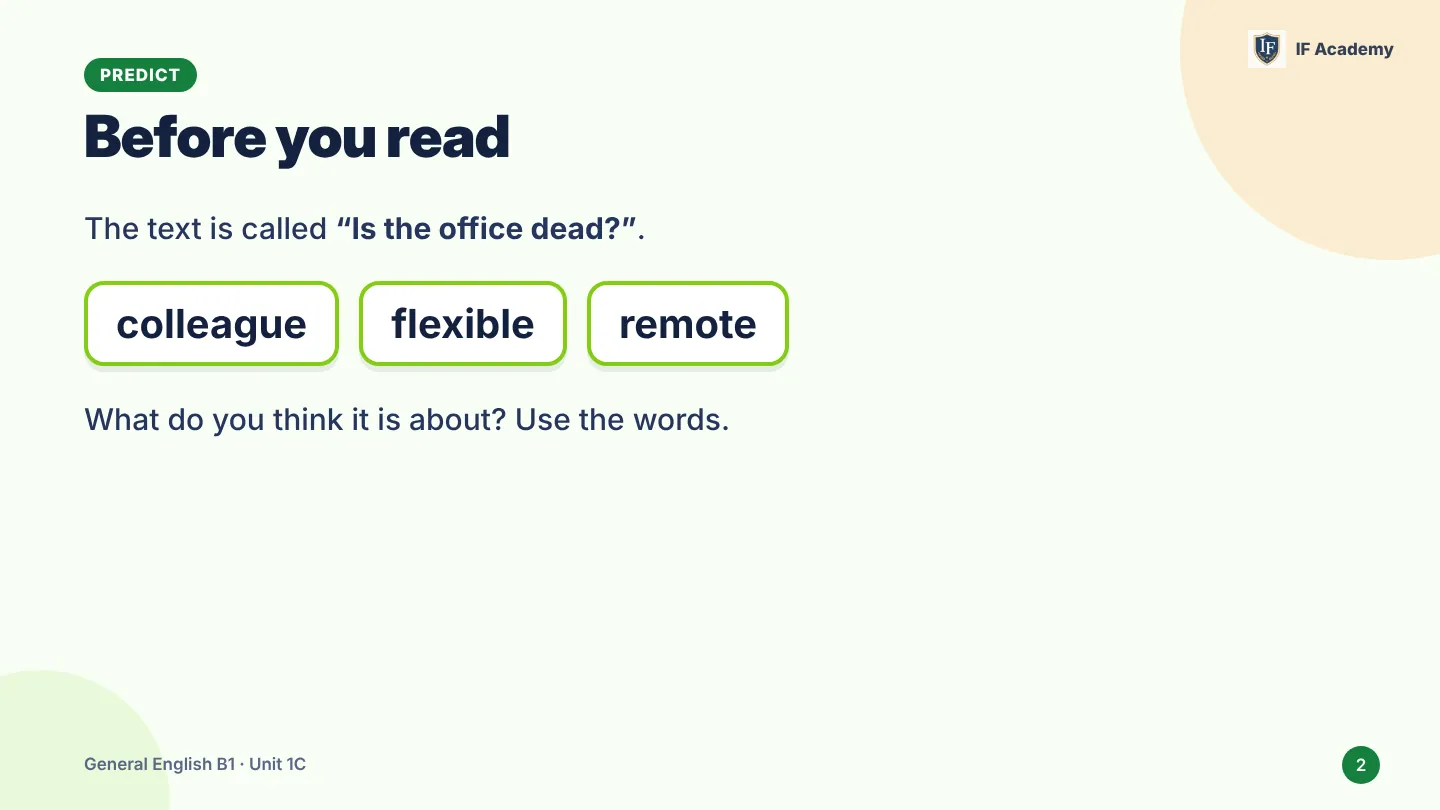 IF IF Academy
PREDICT
Before you read
The text is called “Is the office dead?”.
colleague flexible remote
What do you think it is about? Use the words.
General English B1 · Unit 1C
2